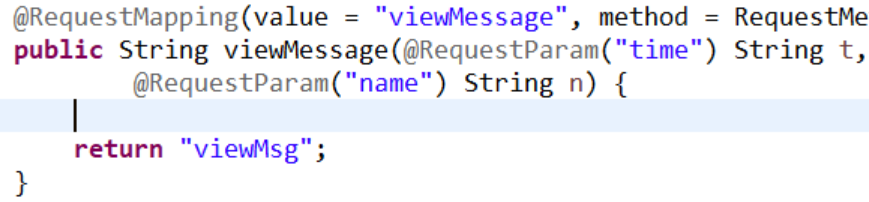 @RequestMapping(value = "viewMessage", method = RequestMe
public String viewMessage(@RequestParam("time") String t,
@RequestParam("name") String n) {
return "viewMsg";
}